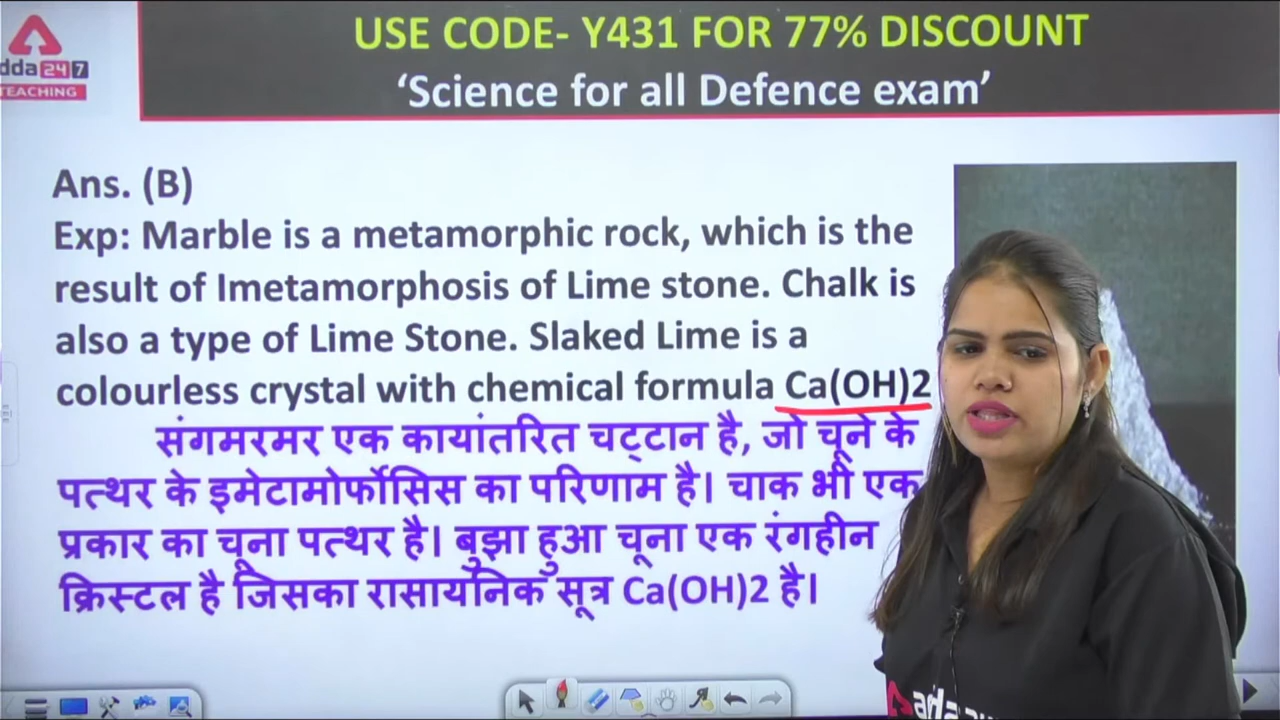 USE CODE- Y431 FOR 77% DISCOUNT
‘Science for all Defence exam’
dda 247
TEACHING
Ans. (B)
Exp: Marble is a metamorphic rock, which is the
result of Imetamorphosis of Lime stone. Chalk is
also a type of Lime Stone. Slaked Lime is a
colourless crystal with chemical formula Ca(OH)2
संगमरमर एक कायांतरित चट्टान है, जो चूने के
पत्थर के इमेटामोर्फोसिस का परिणाम है। चाक भी एक
प्रकार का चूना पत्थर है। बुझा हुआ चूना एक रंगहीन
क्रिस्टल है जिसका रासायनिक सूत्र Ca(OH)2 है।